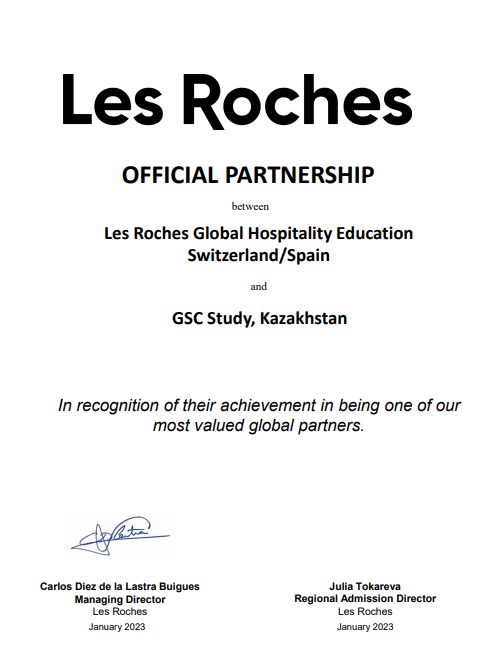 Les Roches
OFFICIAL PARTNERSHIP
between
Les Roches Global Hospitality Education
Switzerland/Spain
and
GSC Study, Kazakhstan
In recognition of their achievement in being one of our
most valued global partners.
Carlos Diez de la Lastra Buigues
Managing Director
Les Roches
January 2023
Julia Tokareva
Regional Admission Director
Les Roches
January 2023